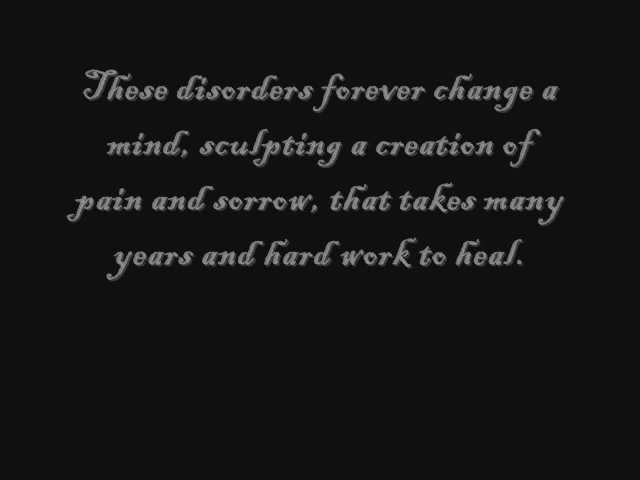 These disorders forever change a
mind, sculpting a creation of
pain and sorrow, that takes many
years and hard work to heal.